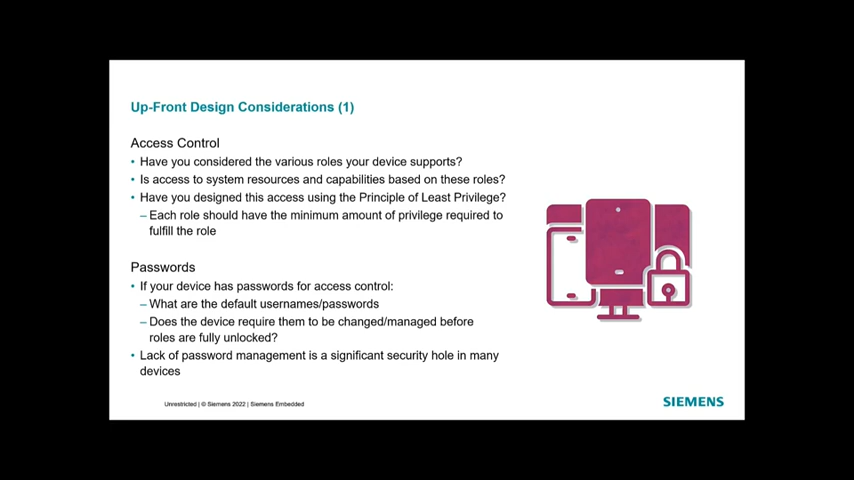 Up-Front Design Considerations (1)
Access Control
• Have you considered the various roles your device supports?
• Is access to system resources and capabilities based on these roles?
• Have you designed this access using the Principle of Least Privilege?
– Each role should have the minimum amount of privilege required to
fulfill the role
Passwords
• If your device has passwords for access control:
– What are the default usernames/passwords
– Does the device require them to be changed/managed before
roles are fully unlocked?
• Lack of password management is a significant security hole in many
devices
Unrestricted | © Siemens 2022 | Siemens Embedded
SIEMENS